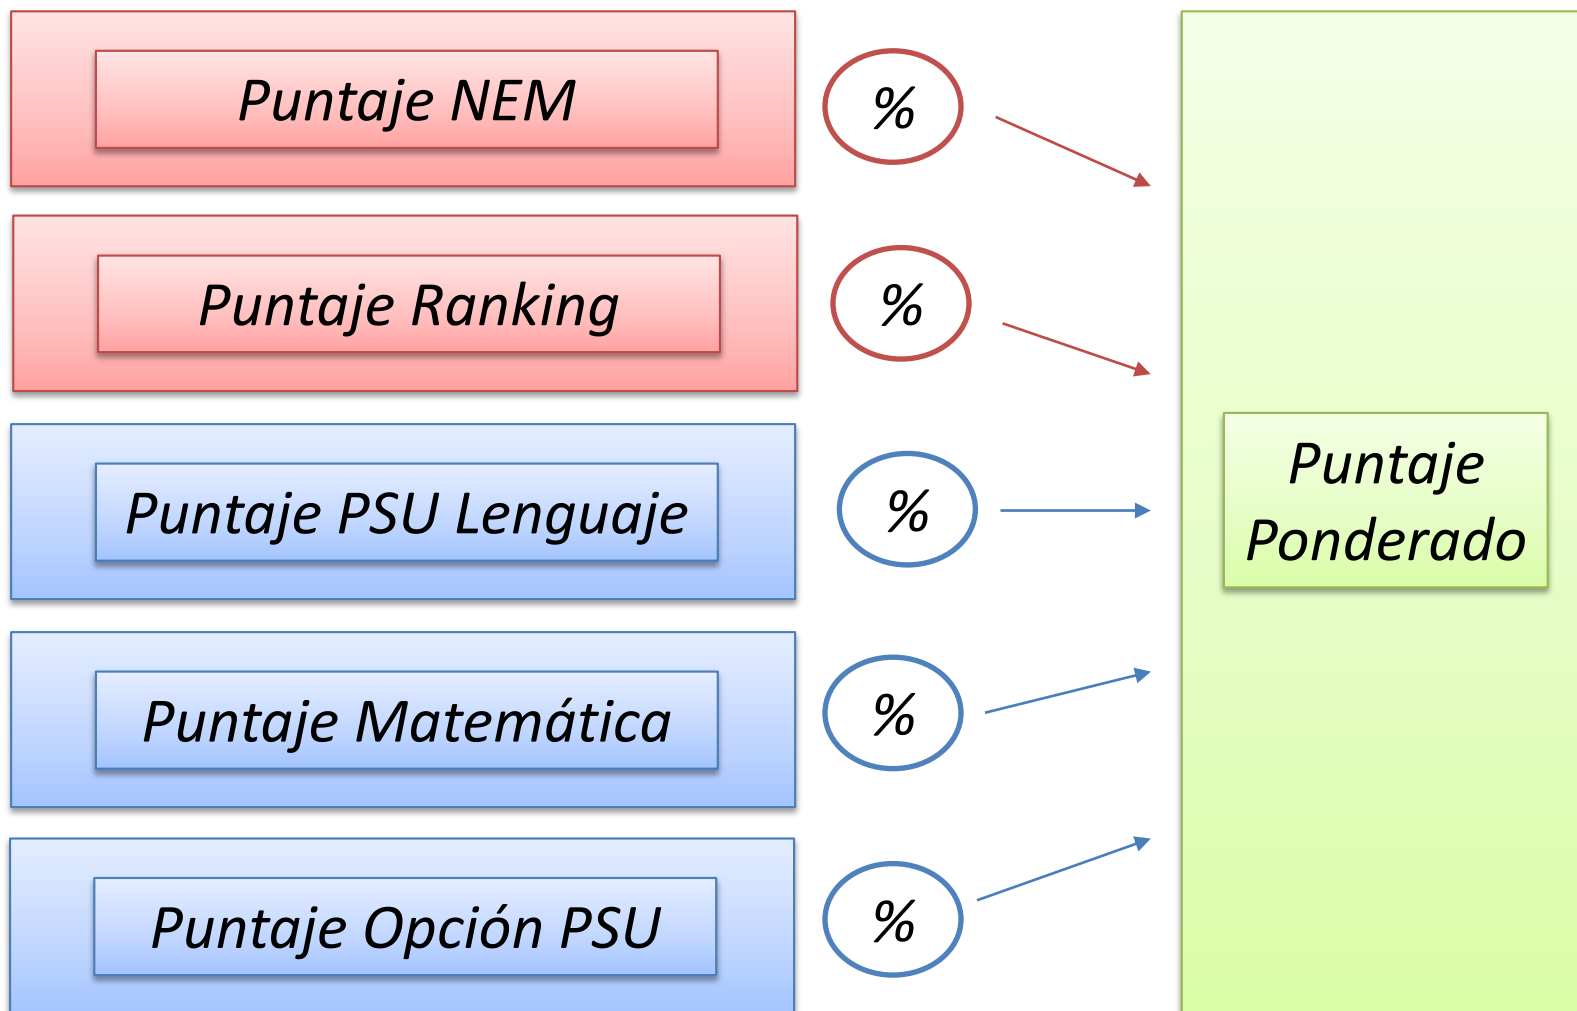 Puntaje NEM
%
Puntaje Ranking
%
Puntaje PSU Lenguaje
%
Puntaje Matemática
%
Puntaje Opción PSU
%
Puntaje
Ponderado